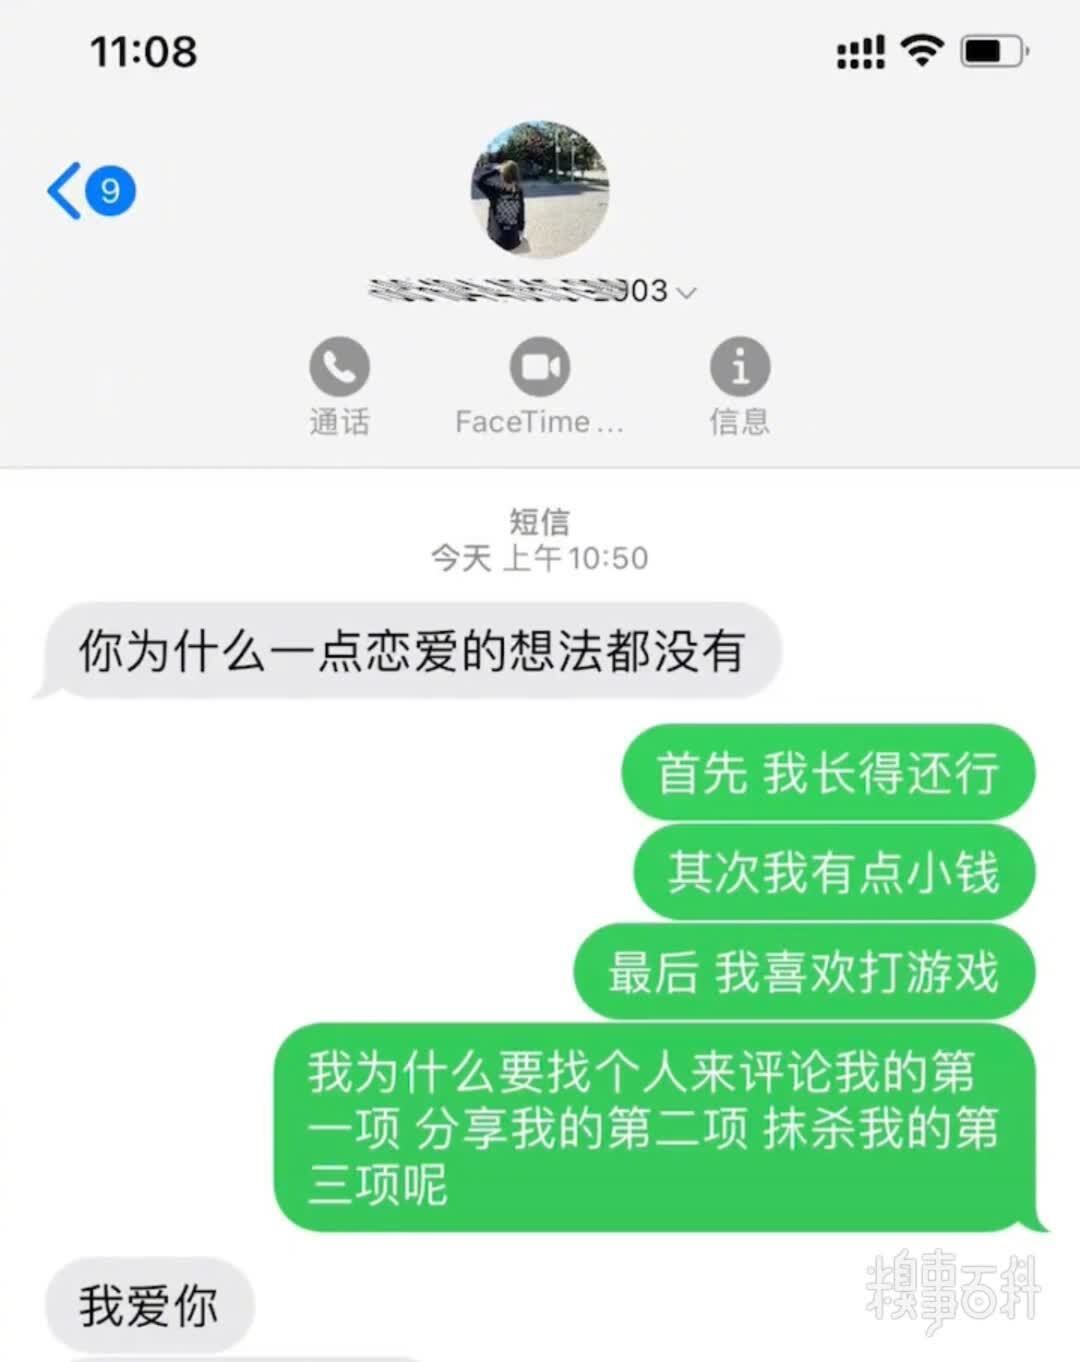 11:08
9
903
通话
FaceTime ...
信息
短信
今天 上午10:50
你为什么一点恋爱的想法都没有
首先 我长得还行
其次我有点小钱
最后 我喜欢打游戏
我为什么要找个人来评论我的第
一项 分享我的第二项 抹杀我的第
三项呢
我爱你
糗事百科